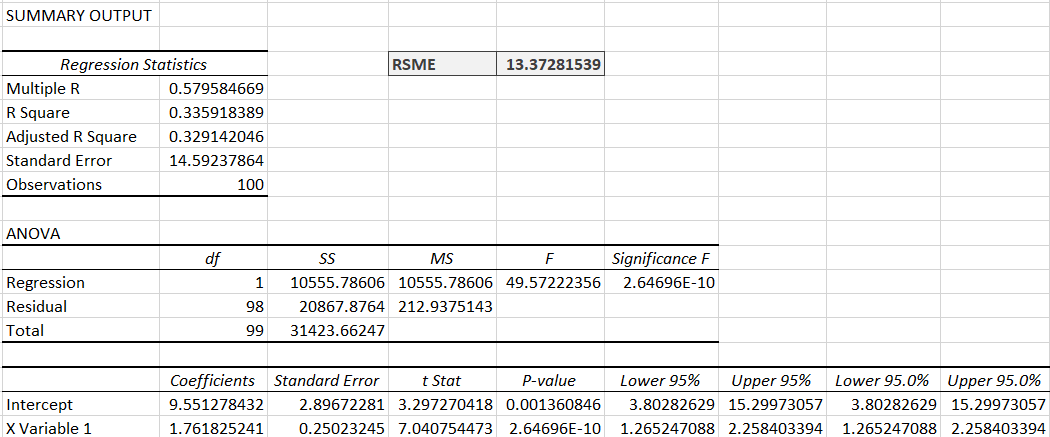 SUMMARY OUTPUT
Regression Statistics RSME 13.37281539
Multiple R 0.579584669
R Square 0.335918389
Adjusted R Square 0.329142046
Standard Error 14.59237864
Observations 100
ANOVA
df SS MS F Significance F
Regression 1 10555.78606 10555.78606 49.57222356 2.64696E-10
Residual 98 20867.8764 212.9375143
Total 99 31423.66247
Coefficients Standard Error t Stat P-value Lower 95% Upper 95% Lower 95.0% Upper 95.0%
Intercept 9.551278432 2.89672281 3.297270418 0.001360846 3.80282629 15.29973057 3.80282629 15.29973057
X Variable 1 1.761825241 0.25023245 7.040754473 2.64696E-10 1.265247088 2.258403394 1.265247088 2.258403394